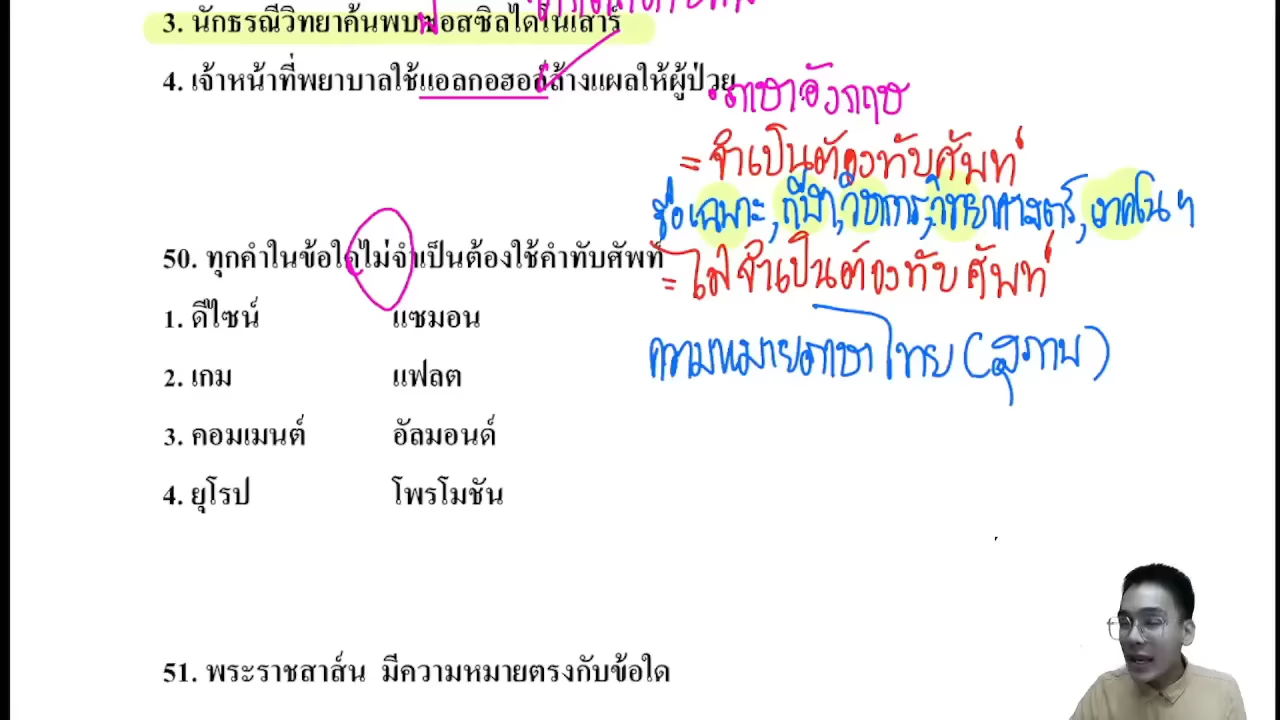 3. นักธรณีวิทยาค้นพบซอสซิลไดโนเสาร์
4. เจ้าหน้าที่พยาบาลใช้แอลกอฮอล์ล้างแผลให้ผู้ป่วย
ภาษาอังกฤษ
= จำเป็นต้องทับศัพท์
ชื่อเฉพาะ, กีฬา, วิชาการ, วิทยาศาสตร์, เทคโนฯ
50. ทุกคำในข้อใดไม่จำเป็นต้องใช้คำทับศัพท์
= ไม่จำเป็นต้องทับศัพท์
1. ดีไซน์ แซมอน
ความหมายภาษาไทย (สุภาพ)
2. เกม แฟลต
3. คอมเมนต์ อัลมอนด์
4. ยุโรป โพรโมชัน
51. พระราชสาส์น มีความหมายตรงกับข้อใด